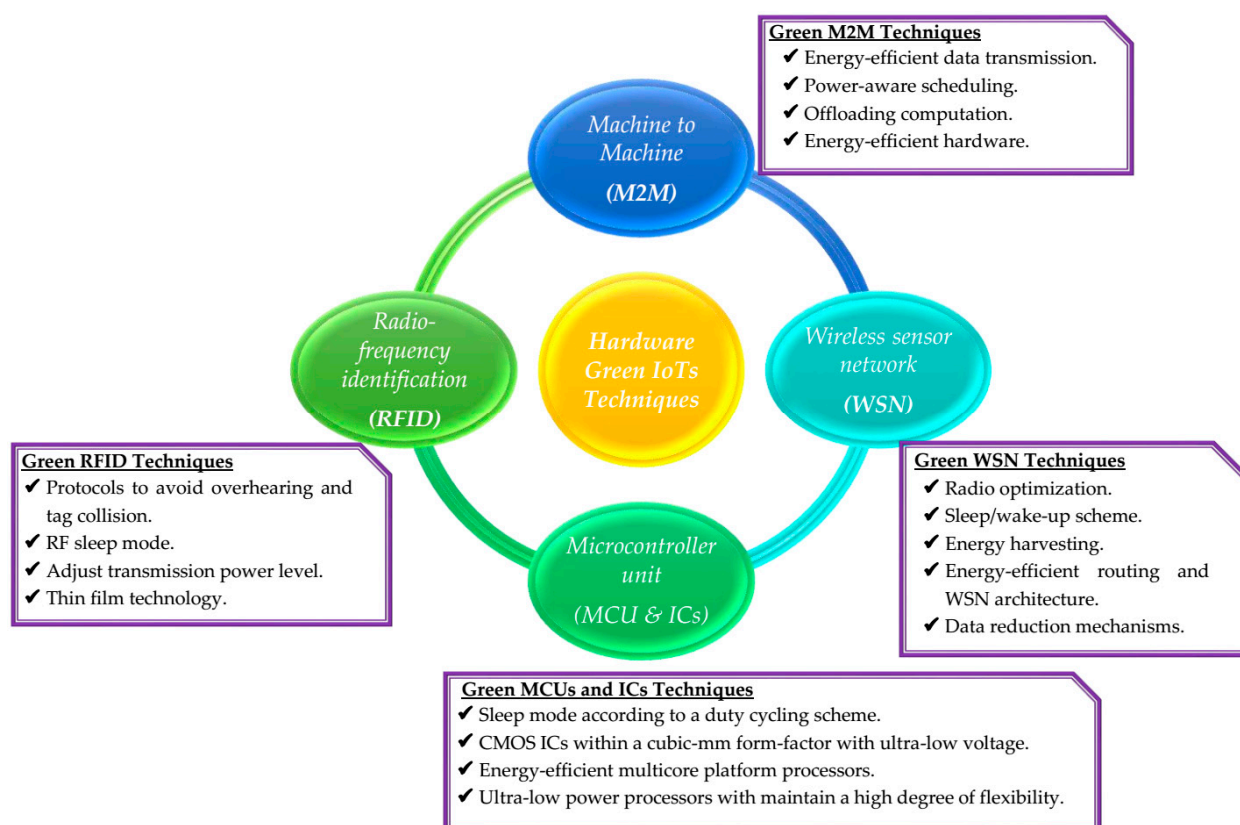 Green M2M Techniques
✔ Energy-efficient data transmission.
✔ Power-aware scheduling.
✔ Offloading computation.
✔ Energy-efficient hardware.
Machine to
Machine
(M2M)
Radio-
frequency
identification
(RFID)
Hardware
Green IoTs
Techniques
Wireless sensor
network
(WSN)
Green RFID Techniques
✔ Protocols to avoid overhearing and
tag collision.
✔ RF sleep mode.
✔ Adjust transmission power level.
✔ Thin film technology.
Microcontroller
unit
(MCU & ICs)
Green WSN Techniques
✔ Radio optimization.
✔ Sleep/wake-up scheme.
✔ Energy harvesting.
✔ Energy-efficient routing and
WSN architecture.
✔ Data reduction mechanisms.
Green MCUs and ICs Techniques
✔ Sleep mode according to a duty cycling scheme.
✔ CMOS ICs within a cubic-mm form-factor with ultra-low voltage.
✔ Energy-efficient multicore platform processors.
✔ Ultra-low power processors with maintain a high degree of flexibility.